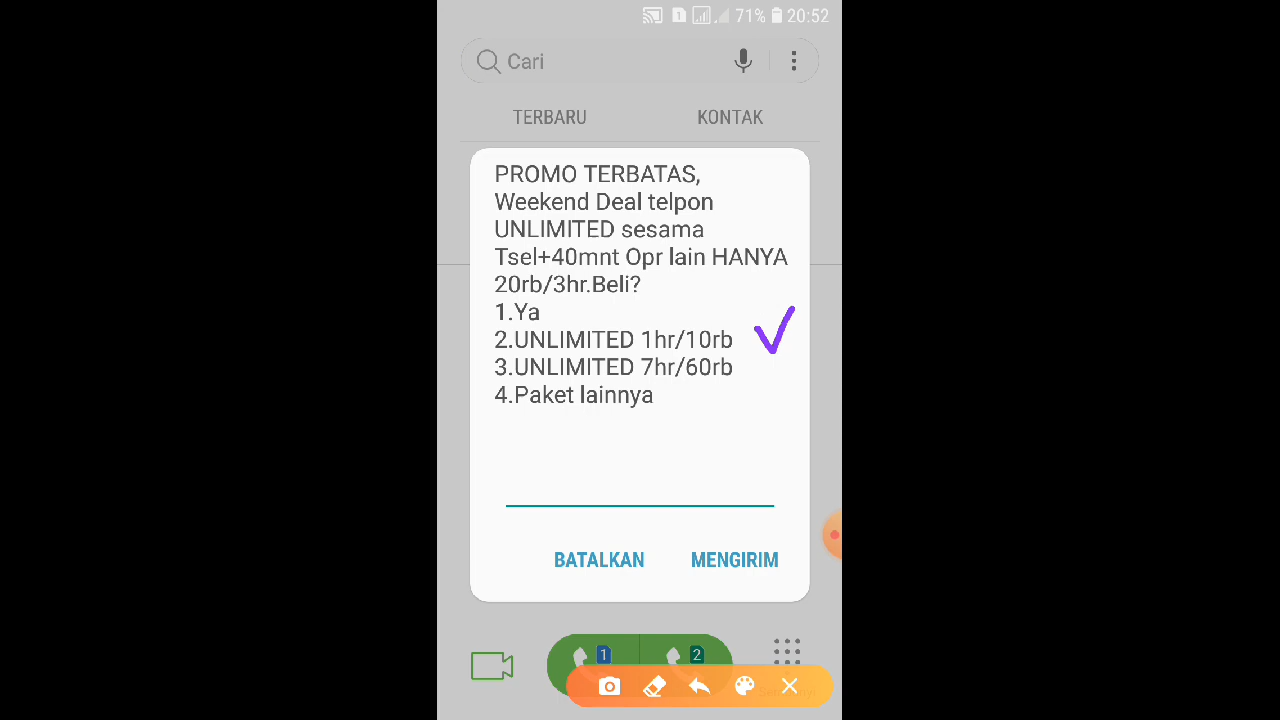 1 71% 20:52
Cari
TERBARU KONTAK
PROMO TERBATAS,
Weekend Deal telpon
UNLIMITED sesama
Tsel+40mnt Opr lain HANYA
20rb/3hr.Beli?
1.Ya
2.UNLIMITED 1hr/10rb
3.UNLIMITED 7hr/60rb
4.Paket lainnya
BATALKAN MENGIRIM
1 2